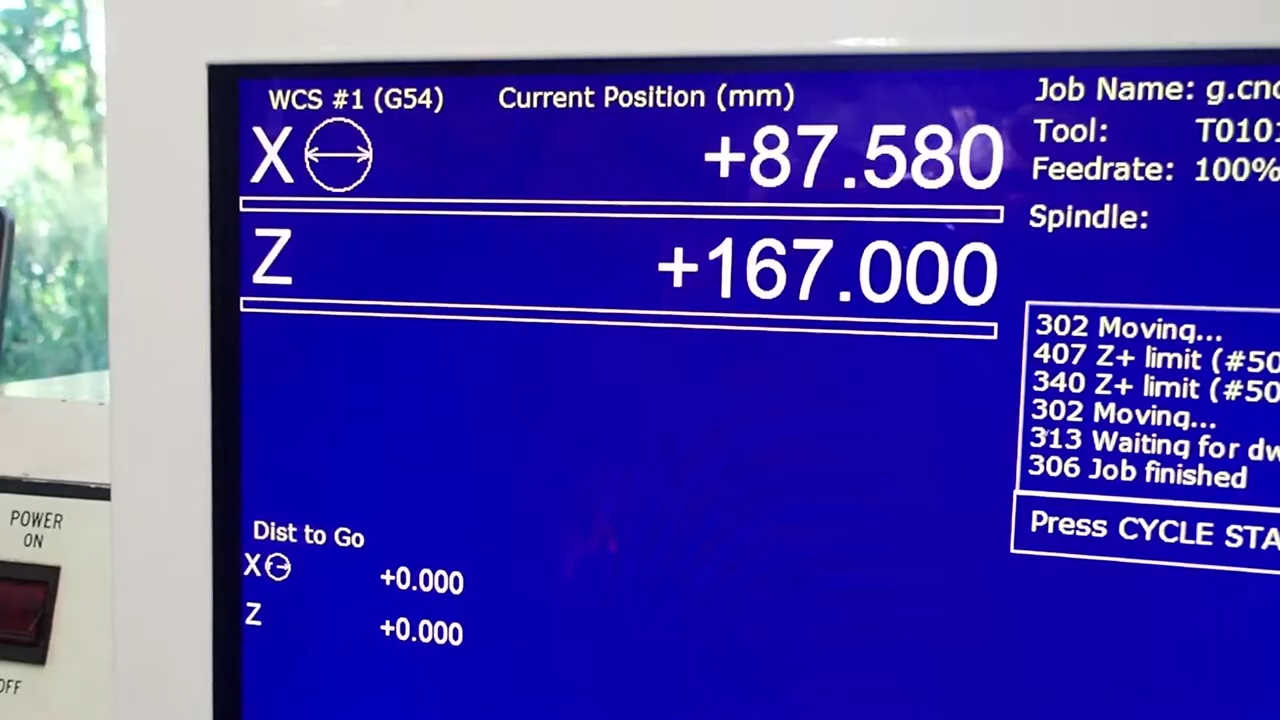 WCS #1 (G54) Current Position (mm)
X +87.580
Z +167.000
Job Name: g.cnc
Tool: T0101
Feedrate: 100%
Spindle:
302 Moving...
407 Z+ limit (#50
340 Z+ limit (#50
302 Moving...
313 Waiting for dw
306 Job finished
Press CYCLE STA
Dist to Go
X +0.000
Z +0.000
POWER
ON
OFF